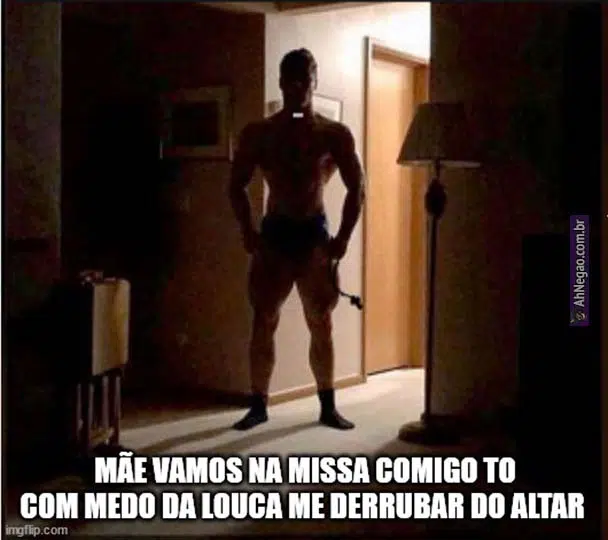 AhNegao.com.br
MÃE VAMOS NA MISSA COMIGO TO
COM MEDO DA LOUCA ME DERRUBAR DO ALTAR
imgflip.com